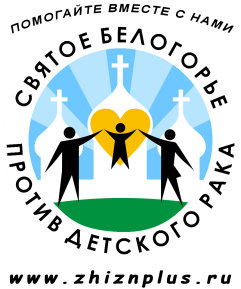 ПОМОГАЙТЕ ВМЕСТЕ С НАМИ
СВЯТОЕ БЕЛОГОРЬЕ
ПРОТИВ ДЕТСКОГО РАКА
www.zhiznplus.ru